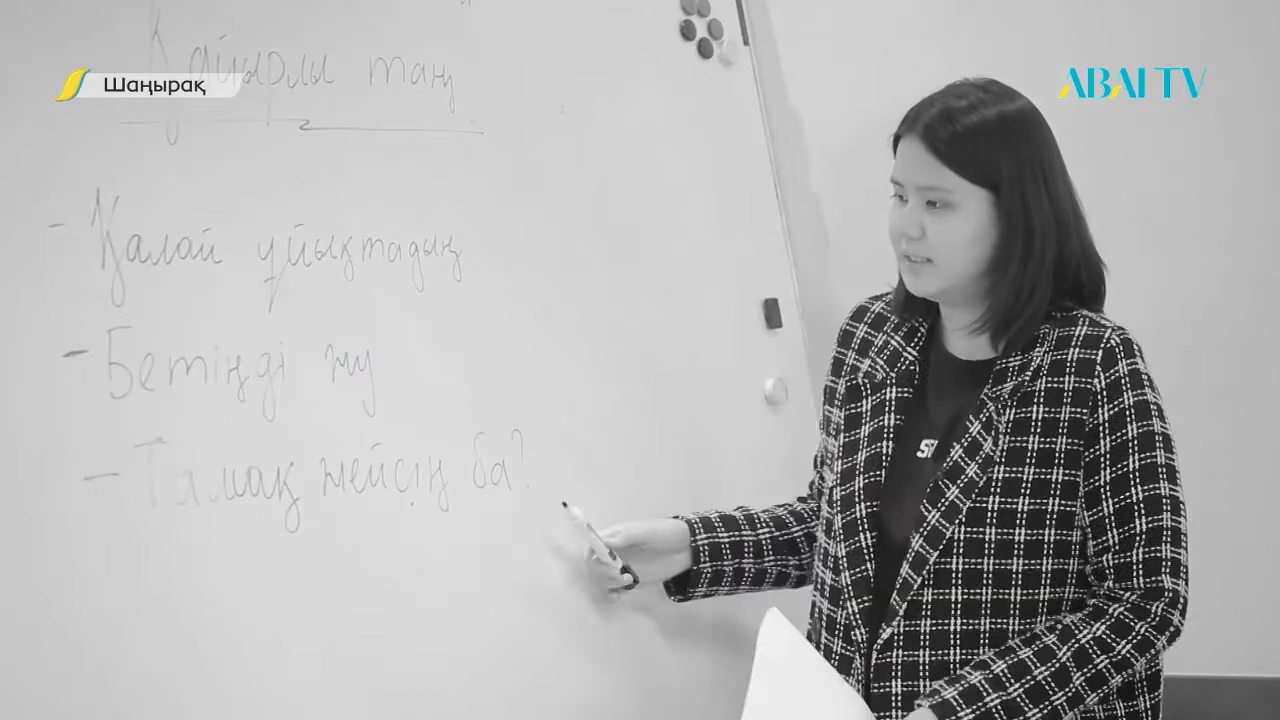 Қайырлы таң
Шаңырақ
ABAI TV
- Қалай ұйықтадың
- Бетіңді жу
- Тамақ жейсің ба?